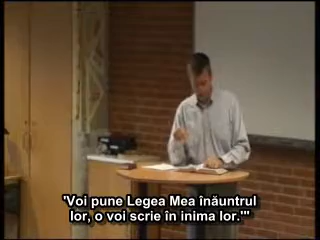 'Voi pune Legea Mea înăuntrul
lor, o voi scrie în inima lor.'"